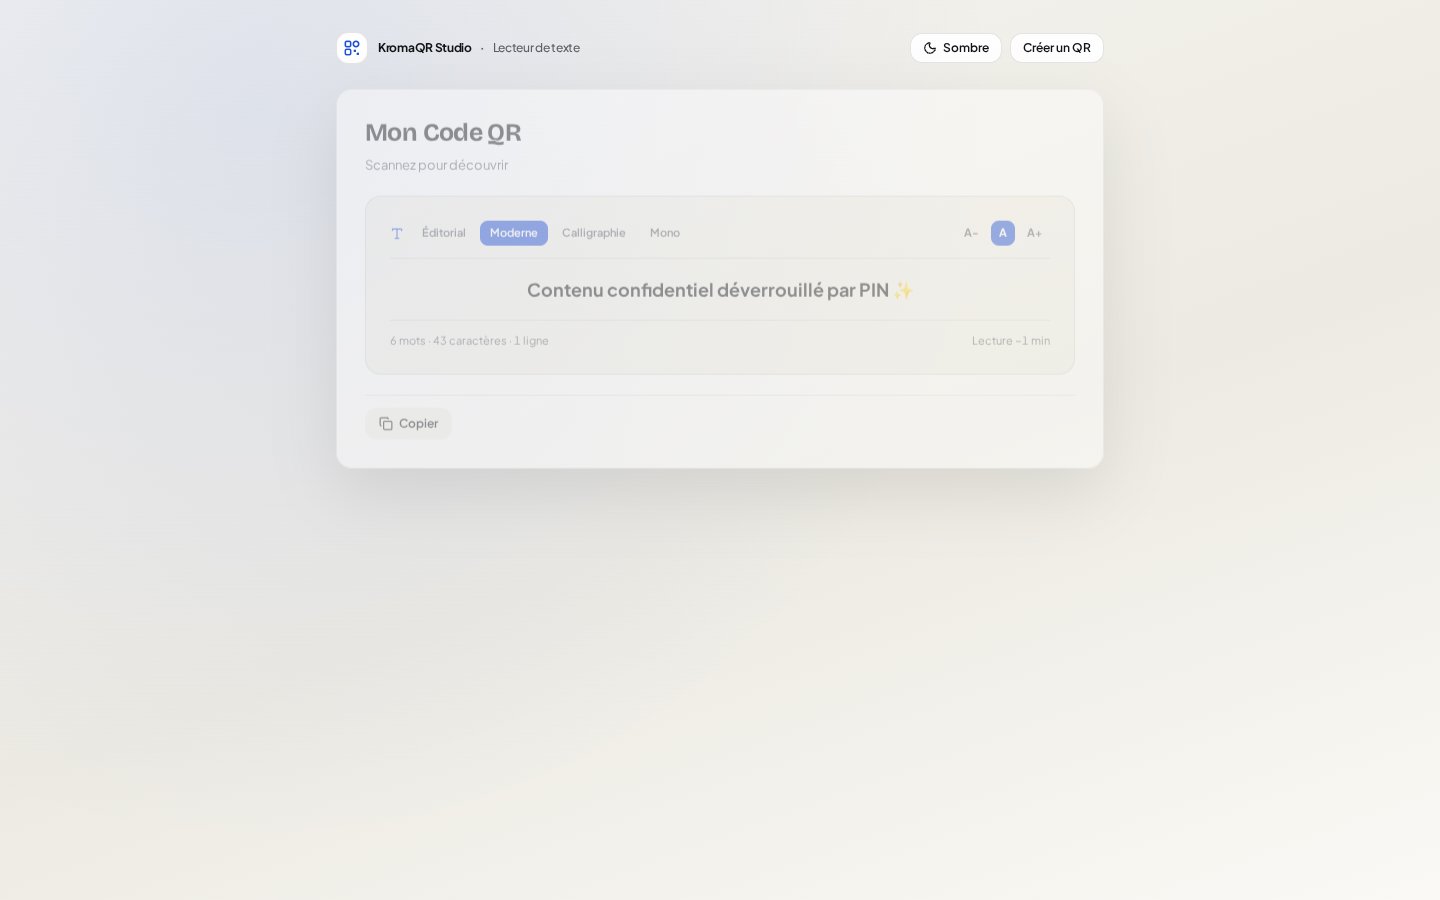 KromaQR Studio · Lecteur de texte
Sombre
Créer un QR
Mon Code QR
Scannez pour découvrir
Éditorial Moderne Calligraphie Mono A− A A+
Contenu confidentiel déverrouillé par PIN ✨
6 mots · 43 caractères · 1 ligne
Lecture ~1 min
Copier